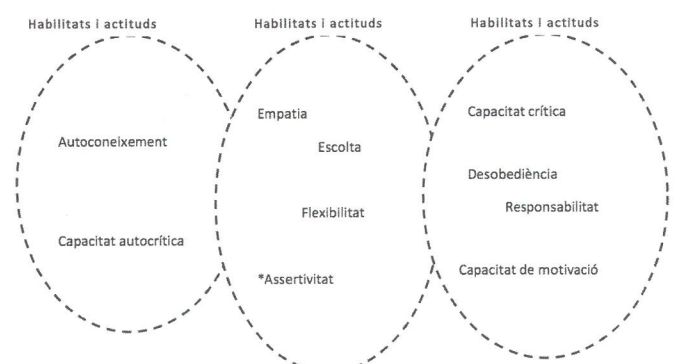 Habilitats i actituds
Autoconeixement
Capacitat autocrítica
Habilitats i actituds
Empatia
Escolta
Flexibilitat
*Assertivitat
Habilitats i actituds
Capacitat crítica
Desobediència
Responsabilitat
Capacitat de motivació